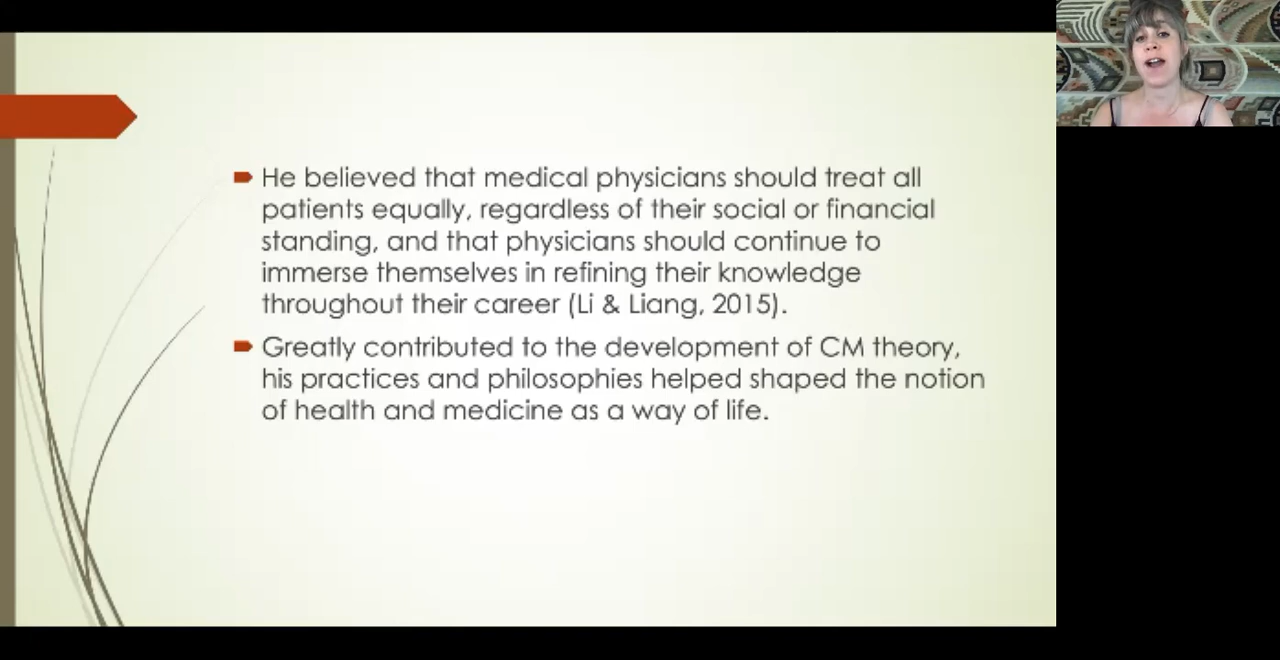 He believed that medical physicians should treat all
patients equally, regardless of their social or financial
standing, and that physicians should continue to
immerse themselves in refining their knowledge
throughout their career (Li & Liang, 2015).
Greatly contributed to the development of CM theory,
his practices and philosophies helped shaped the notion
of health and medicine as a way of life.